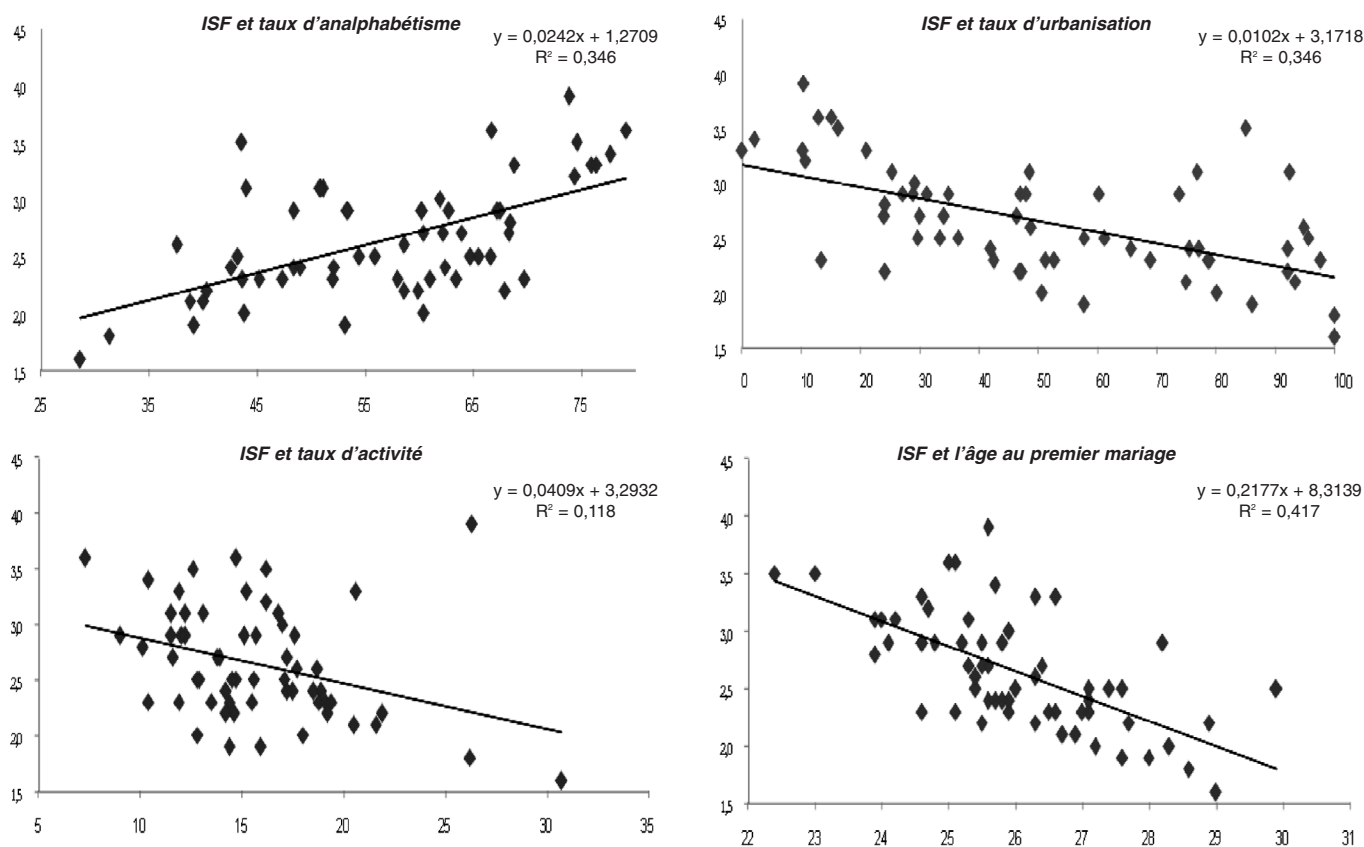 ISF et taux d'analphabétisme
y = 0,0242x + 1,2709
R² = 0,346
4,5
4,0
3,5
3,0
2,5
2,0
1,5
25 35 45 55 65 75
ISF et taux d'urbanisation
y = 0,0102x + 3,1718
R² = 0,346
4,5
4,0
3,5
3,0
2,5
2,0
1,5
0 10 20 30 40 50 60 70 80 90 100
ISF et taux d'activité
y = 0,0409x + 3,2932
R² = 0,118
4,5
4,0
3,5
3,0
2,5
2,0
1,5
5 10 15 20 25 30 35
ISF et l'âge au premier mariage
y = 0,2177x + 8,3139
R² = 0,417
4,5
4,0
3,5
3,0
2,5
2,0
1,5
22 23 24 25 26 27 28 29 30 31